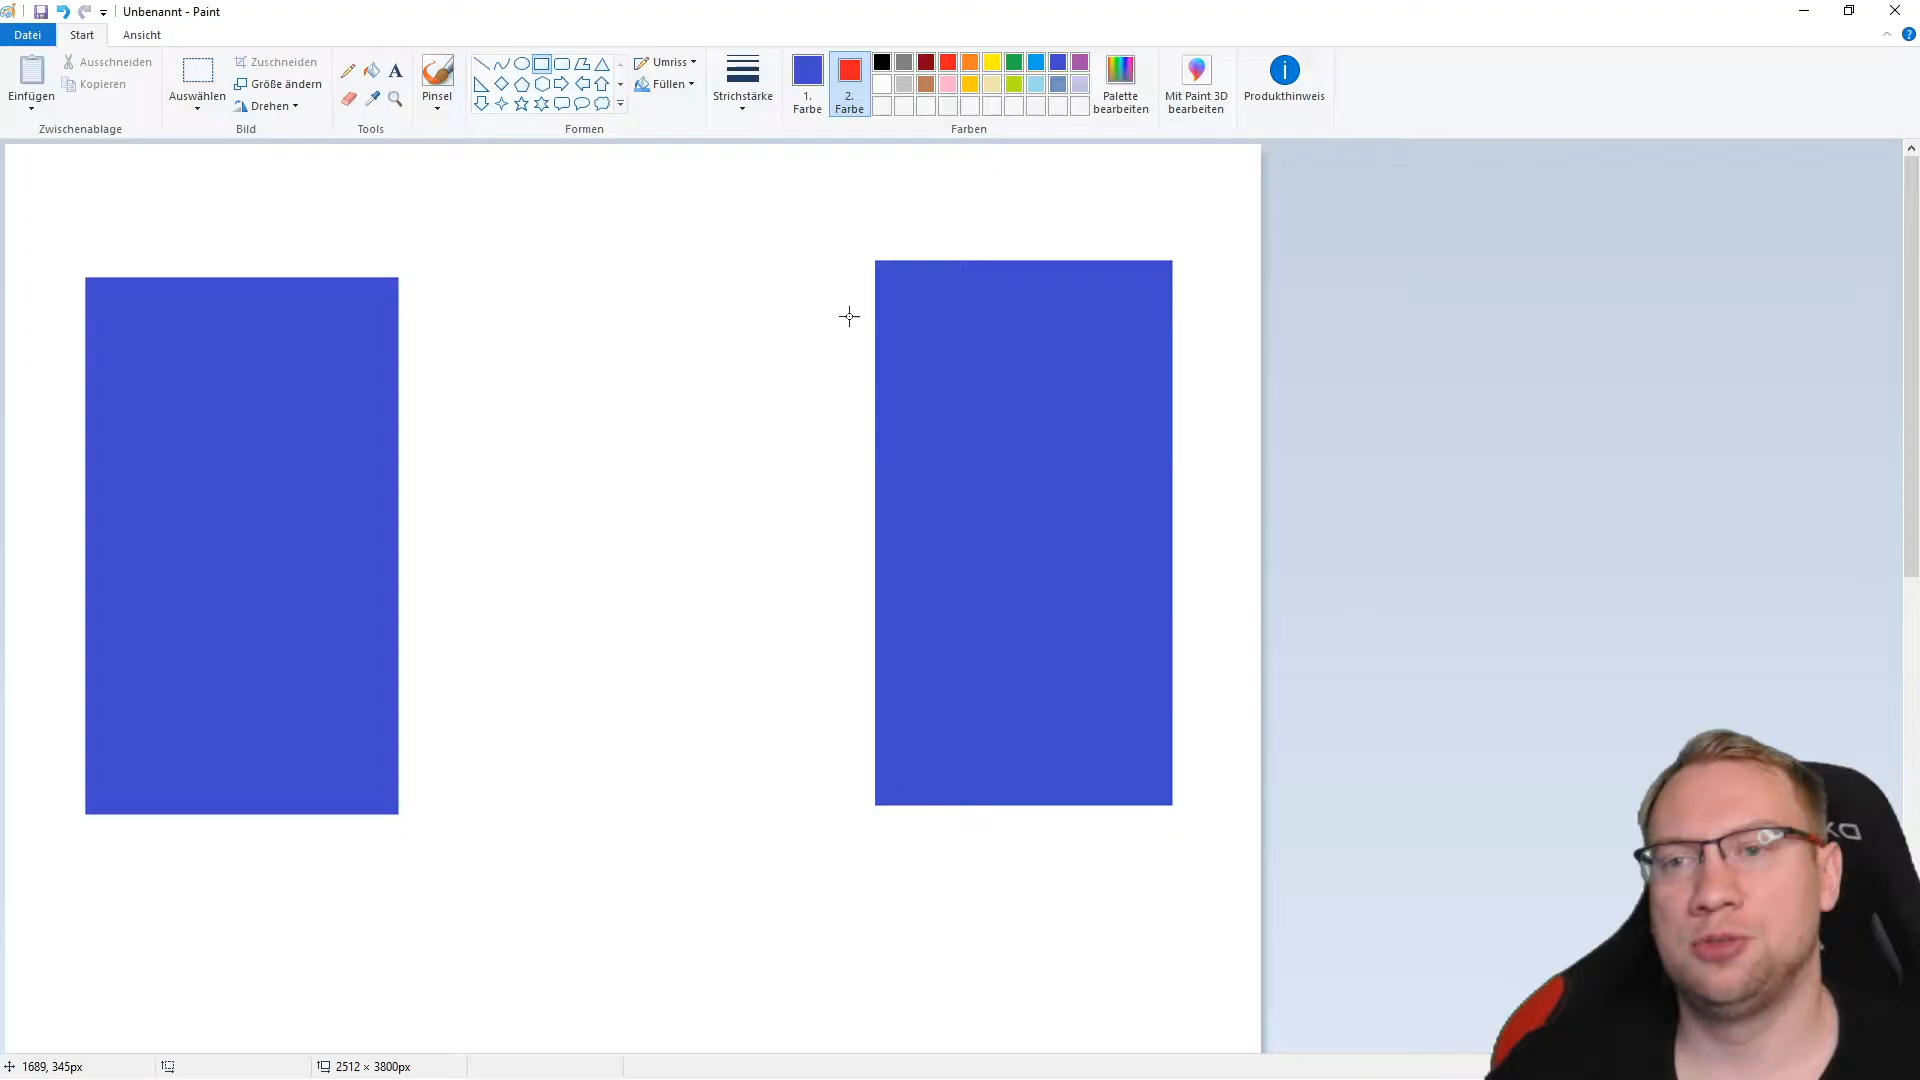 Unbenannt - Paint
Datei Start Ansicht
Einfügen
Ausschneiden
Kopieren
Zwischenablage
Auswählen
Zuschneiden
Größe ändern
Drehen
Bild
A
Tools
Pinsel
Formen
Umriss
Füllen
Strichstärke
1.
Farbe
2.
Farbe
Farben
Palette
bearbeiten
Mit Paint 3D
bearbeiten
i
Produkthinweis
?
1689, 345px
2512 × 3800px